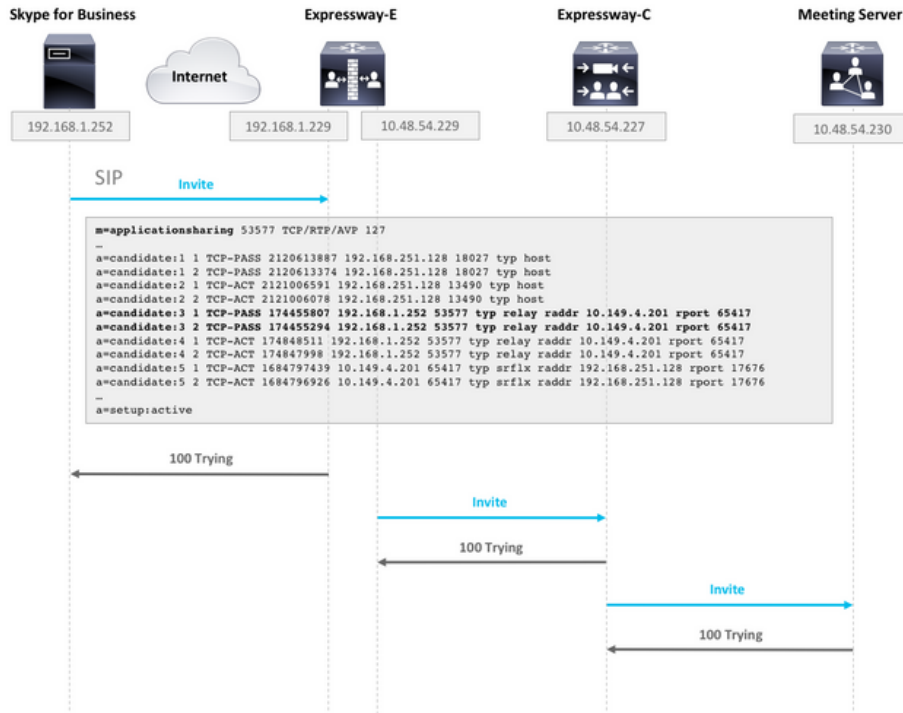 Skype for Business
Expressway-E
Expressway-C
Meeting Server
Internet
192.168.1.252
192.168.1.229
10.48.54.229
10.48.54.227
10.48.54.230
SIP
Invite
m=applicationsharing 53577 TCP/RTP/AVP 127
…
a=candidate:1 1 TCP-PASS 2120613887 192.168.251.128 18027 typ host
a=candidate:1 2 TCP-PASS 2120613374 192.168.251.128 18027 typ host
a=candidate:2 1 TCP-ACT 2121006591 192.168.251.128 13490 typ host
a=candidate:2 2 TCP-ACT 2121006078 192.168.251.128 13490 typ host
a=candidate:3 1 TCP-PASS 174455807 192.168.1.252 53577 typ relay raddr 10.149.4.201 rport 65417
a=candidate:3 2 TCP-PASS 174455294 192.168.1.252 53577 typ relay raddr 10.149.4.201 rport 65417
a=candidate:4 1 TCP-ACT 174848511 192.168.1.252 53577 typ relay raddr 10.149.4.201 rport 65417
a=candidate:4 2 TCP-ACT 174847998 192.168.1.252 53577 typ relay raddr 10.149.4.201 rport 65417
a=candidate:5 1 TCP-ACT 1684797439 10.149.4.201 65417 typ srflx raddr 192.168.251.128 rport 17676
a=candidate:5 2 TCP-ACT 1684796926 10.149.4.201 65417 typ srflx raddr 192.168.251.128 rport 17676
…
a=setup:active
100 Trying
Invite
100 Trying
Invite
100 Trying